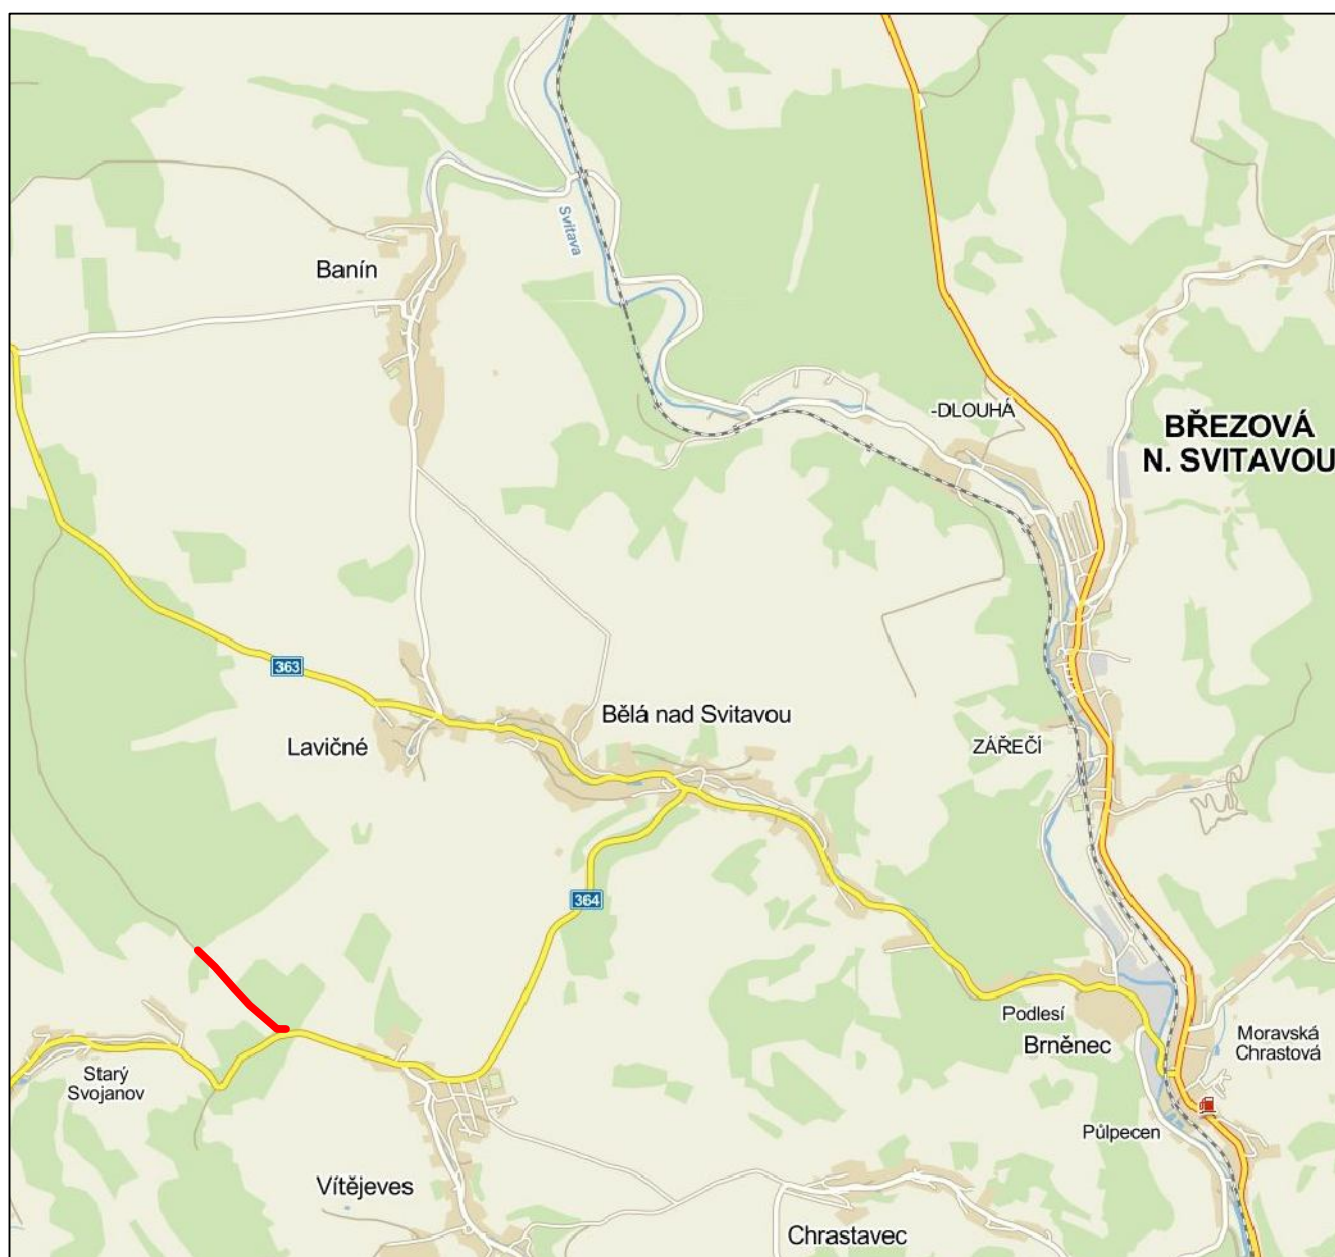 Svitava
Banín
-DLOUHÁ
BŘEZOVÁ
N. SVITAVOU
363
Bělá nad Svitavou
Lavičné
ZÁŘEČÍ
364
Podlesí
Brněnec
Moravská
Chrastová
Starý
Svojanov
Půlpecen
Vítějeves
Chrastavec